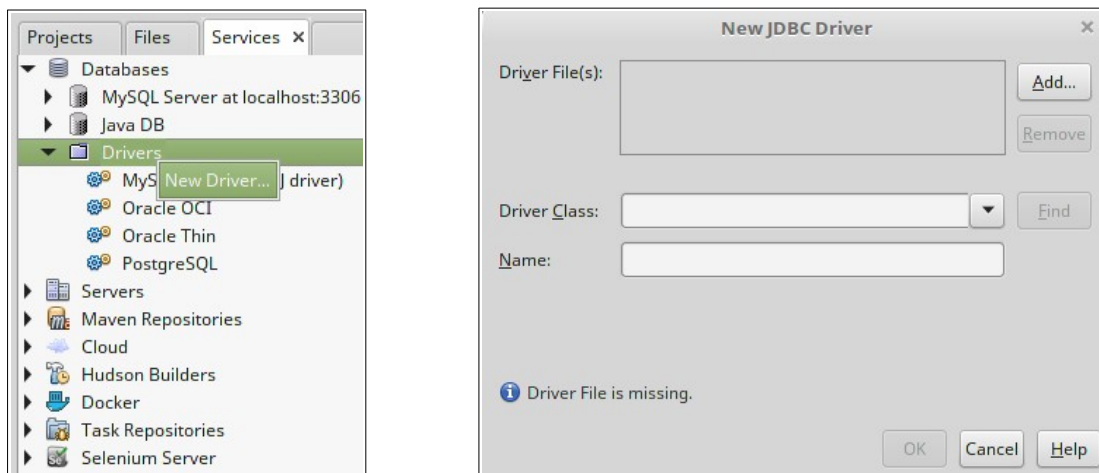 Projects
Files
Services ×
Databases
MySQL Server at localhost:3306
Java DB
Drivers
New Driver...
MyS
J driver)
Oracle OCI
Oracle Thin
PostgreSQL
Servers
Maven Repositories
Cloud
Hudson Builders
Docker
Task Repositories
Selenium Server
New JDBC Driver
Driver File(s):
Add...
Remove
Driver Class:
Find
Name:
Driver File is missing.
OK
Cancel
Help